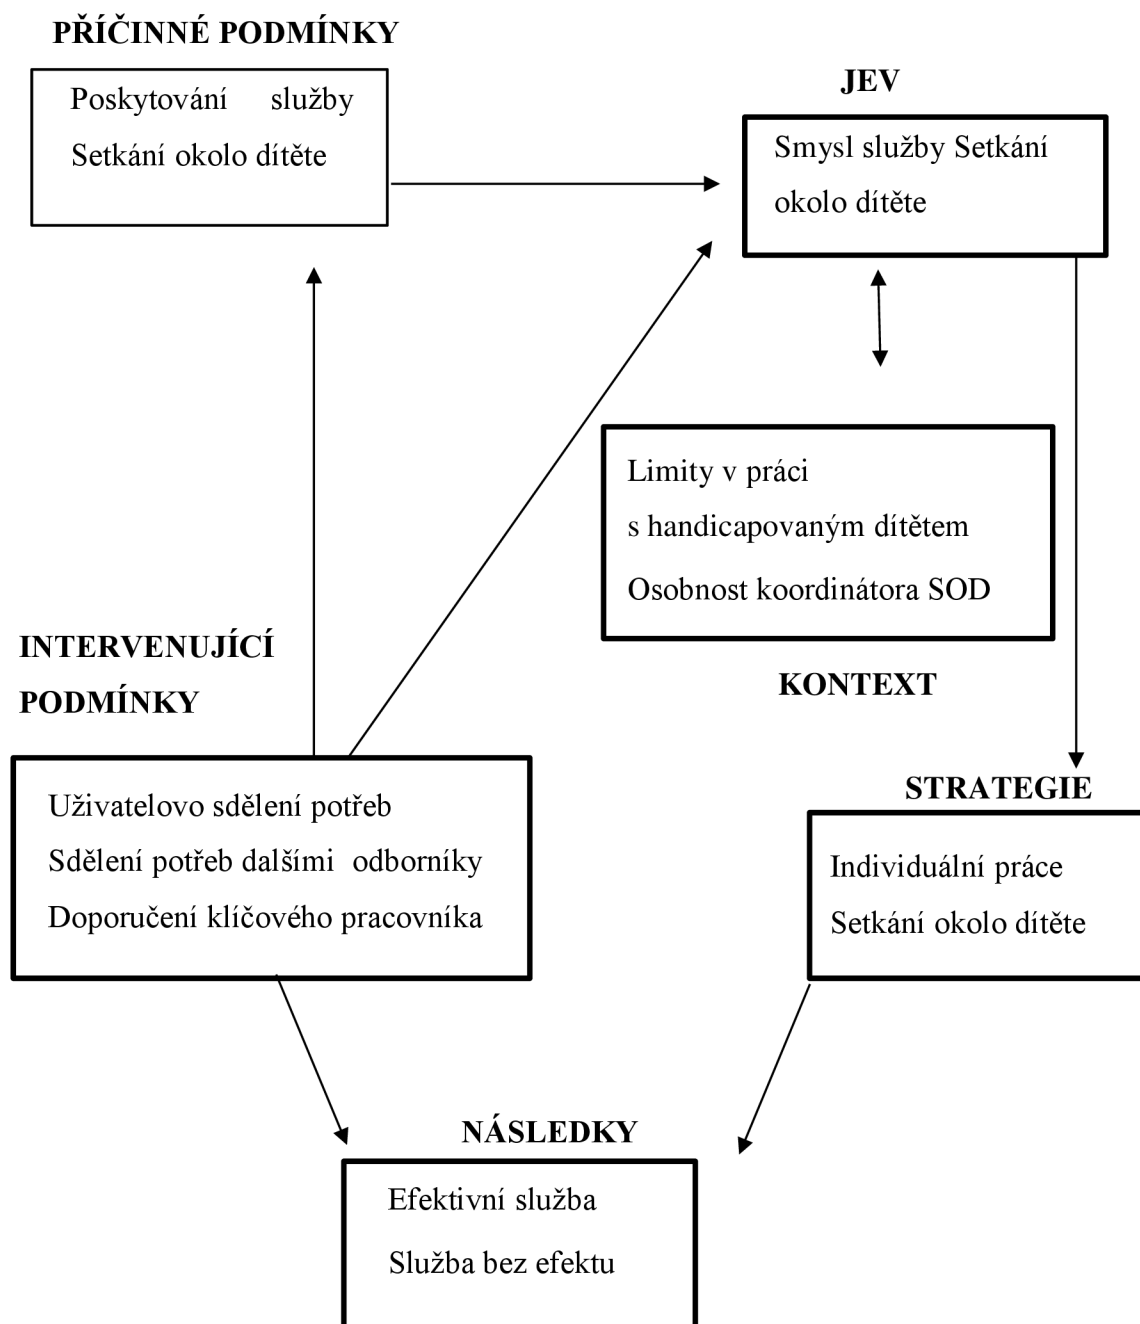 PŘÍČINNÉ PODMÍNKY
Poskytování služby
Setkání okolo dítěte
JEV
Smysl služby Setkání
okolo dítěte
Limity v práci
s handicapovaným dítětem
Osobnost koordinátora SOD
KONTEXT
INTERVENUJÍCÍ
PODMÍNKY
Uživatelovo sdělení potřeb
Sdělení potřeb dalšími odborníky
Doporučení klíčového pracovníka
STRATEGIE
Individuální práce
Setkání okolo dítěte
NÁSLEDKY
Efektivní služba
Služba bez efektu